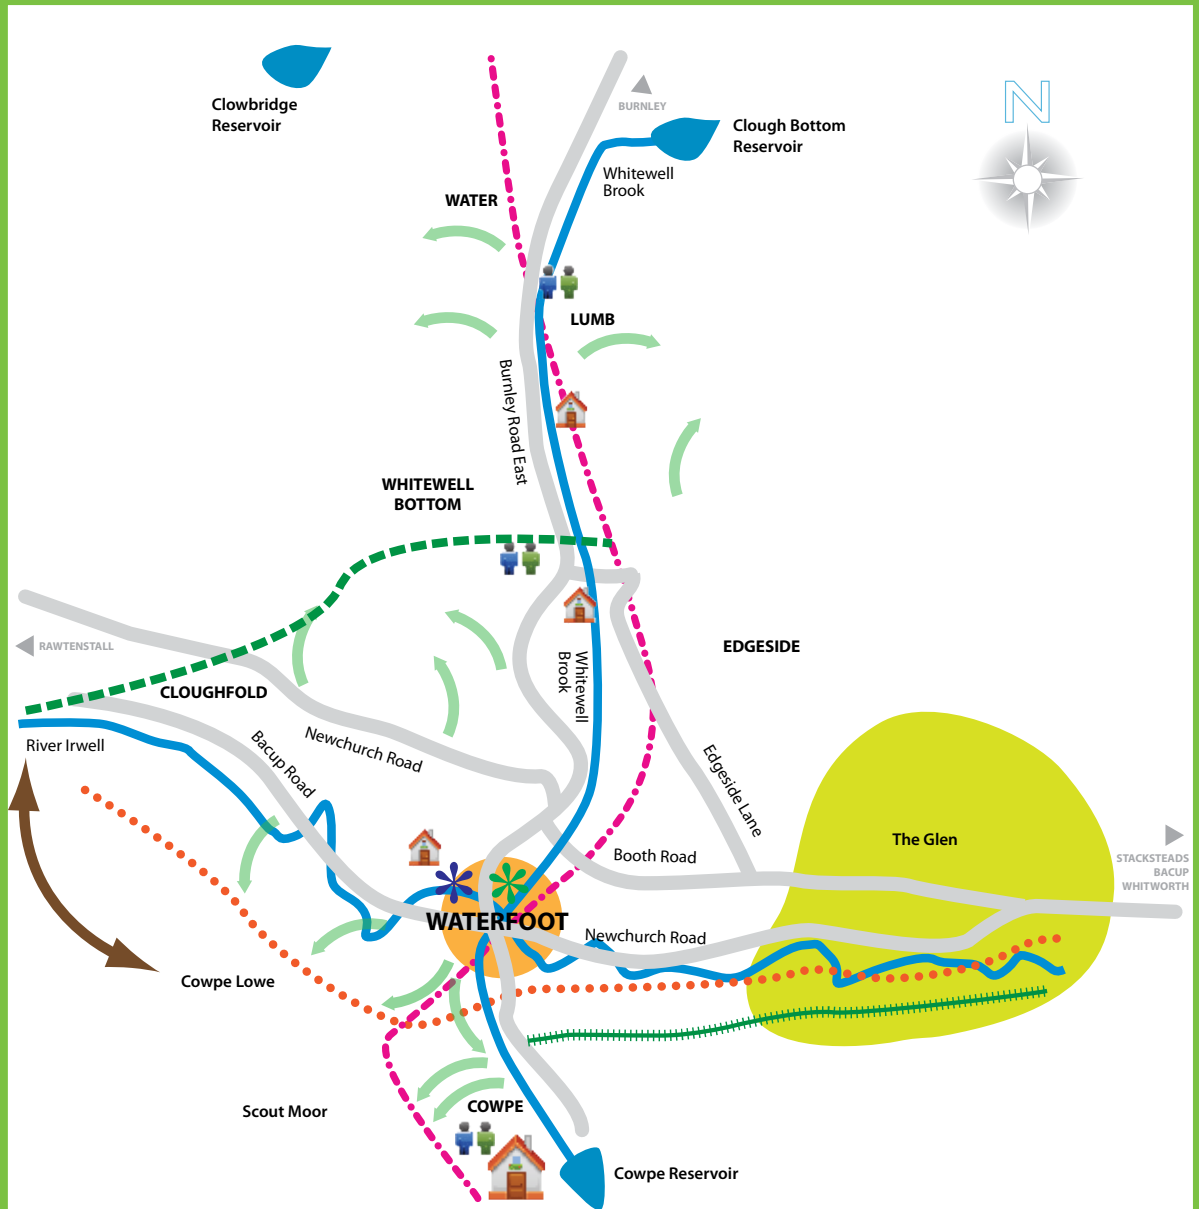 N
Clowbridge
Reservoir
BURNLEY
Clough Bottom
Reservoir
Whitewell
Brook
WATER
LUMB
Burnley Road East
WHITEWELL
BOTTOM
RAWTENSTALL
EDGESIDE
Whitewell
Brook
CLOUGHFOLD
River Irwell
Bacup Road
Newchurch Road
Edgeside Lane
The Glen
Booth Road
STACKSTEADS
BACUP
WHITWORTH
WATERFOOT
Newchurch Road
Cowpe Lowe
Scout Moor
COWPE
Cowpe Reservoir